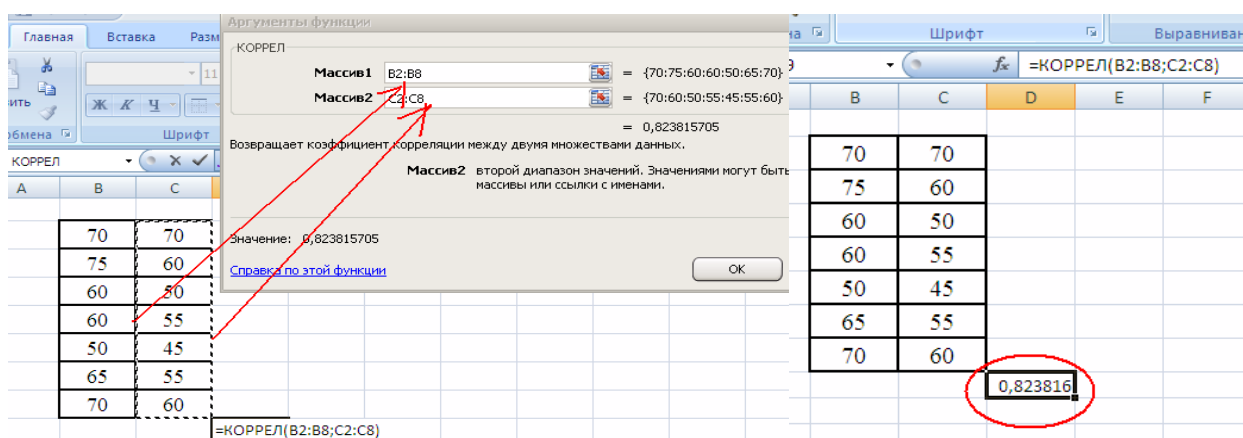 Главная Вставка Разм
11
Ж К Ч
ить
обмена Шрифт
КОРРЕЛ
A B C
70 70
75 60
60 50
60 55
50 45
65 55
70 60
=КОРРЕЛ(B2:B8;C2:C8)
Аргументы функции
КОРРЕЛ
Массив1 B2:B8 = {70:75:60:60:50:65:70}
Массив2 C2:C8 = {70:60:50:55:45:55:60}
= 0,823815705
Возвращает коэффициент корреляции между двумя множествами данных.
Массив2 второй диапазон значений. Значениями могут быть
массивы или ссылки с именами.
Значение: 0,823815705
Справка по этой функции
ОК
на Шрифт Выравниван
9 fx =КОРРЕЛ(B2:B8;C2:C8)
B C D E F
70 70
75 60
60 50
60 55
50 45
65 55
70 60
0,823816